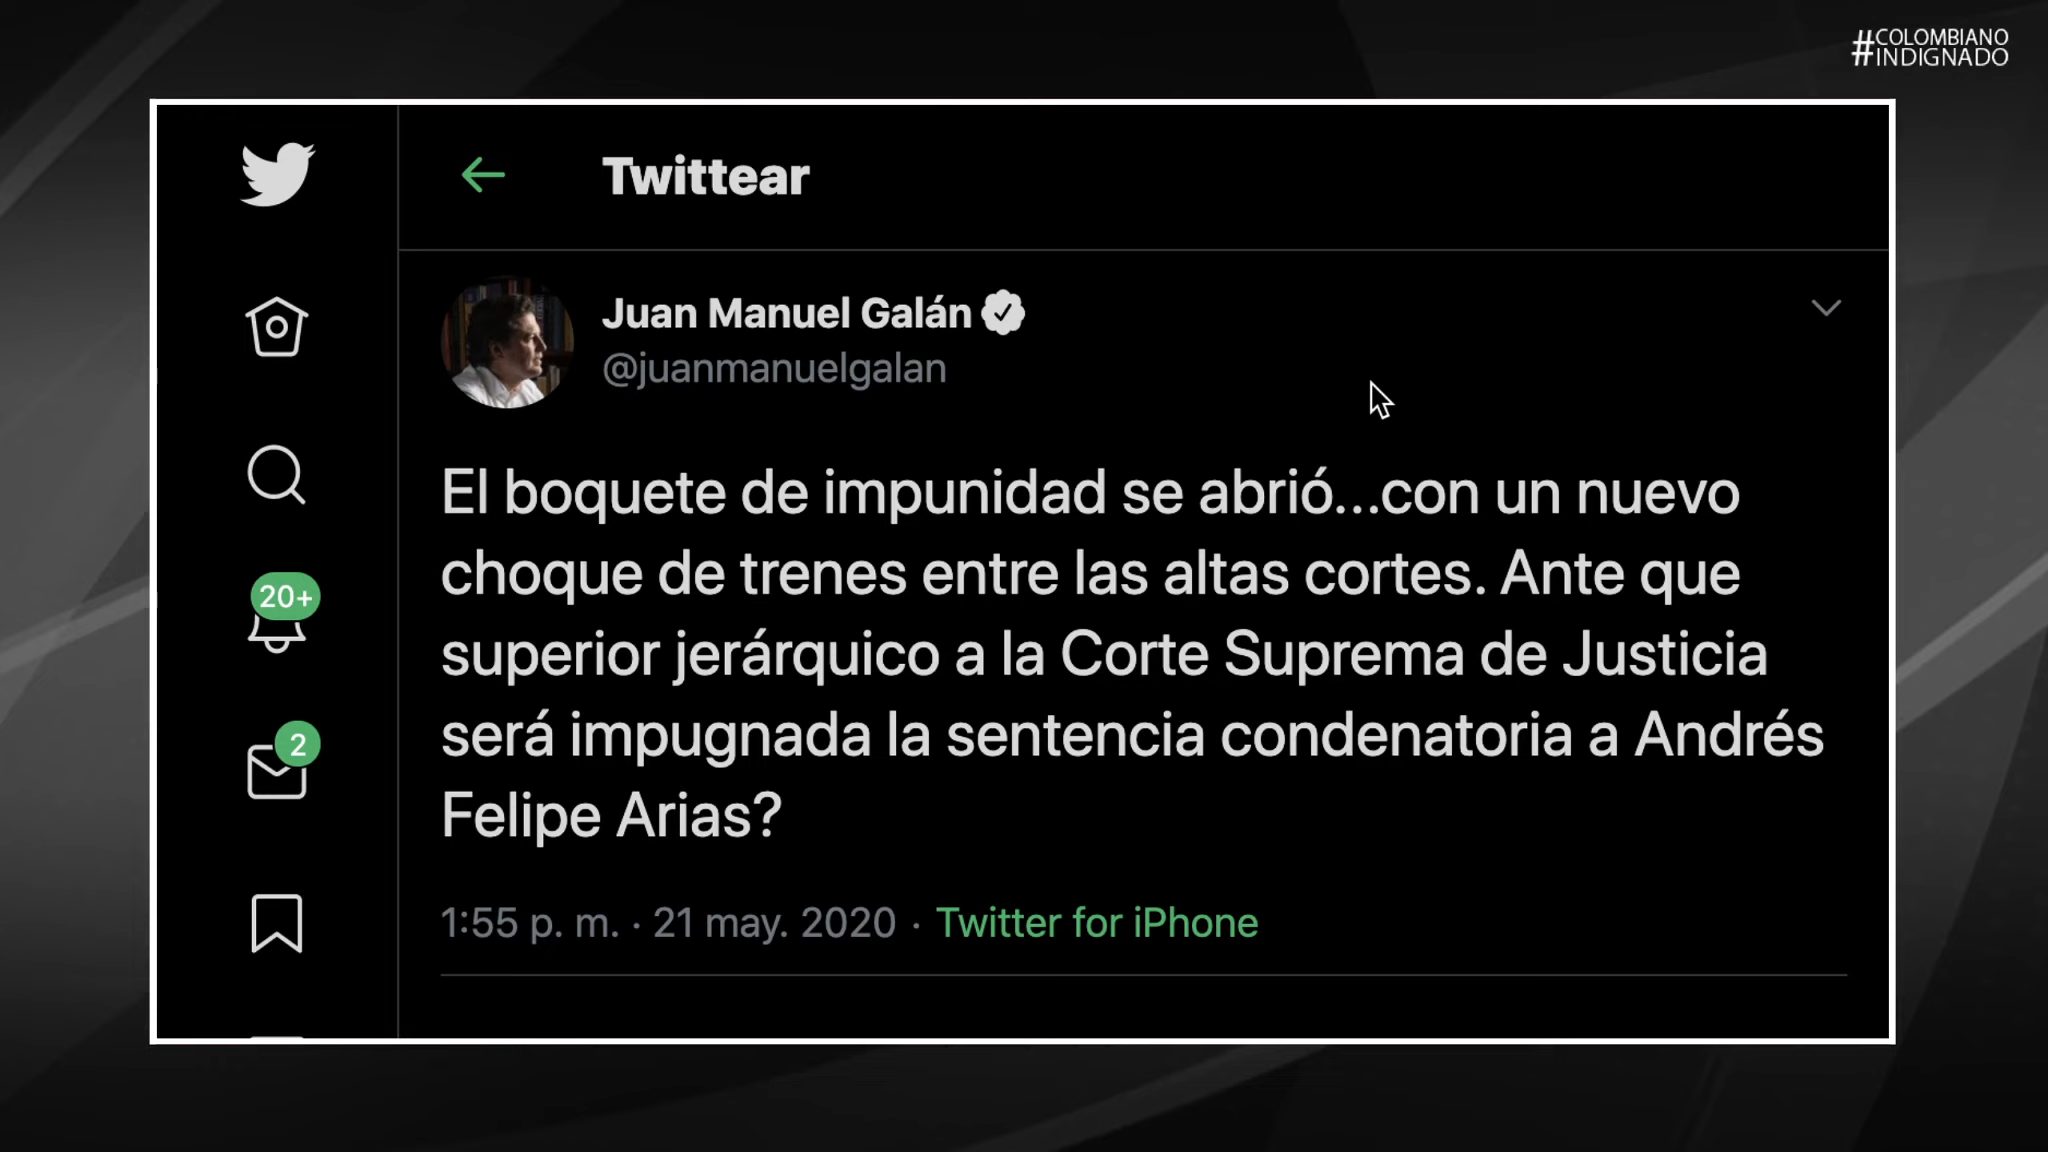 #COLOMBIANO
INDIGNADO
Twittear
Juan Manuel Galán
@juanmanuelgalan
El boquete de impunidad se abrió...con un nuevo
choque de trenes entre las altas cortes. Ante que
superior jerárquico a la Corte Suprema de Justicia
será impugnada la sentencia condenatoria a Andrés
Felipe Arias?
20+
2
1:55 p. m. · 21 may. 2020 · Twitter for iPhone